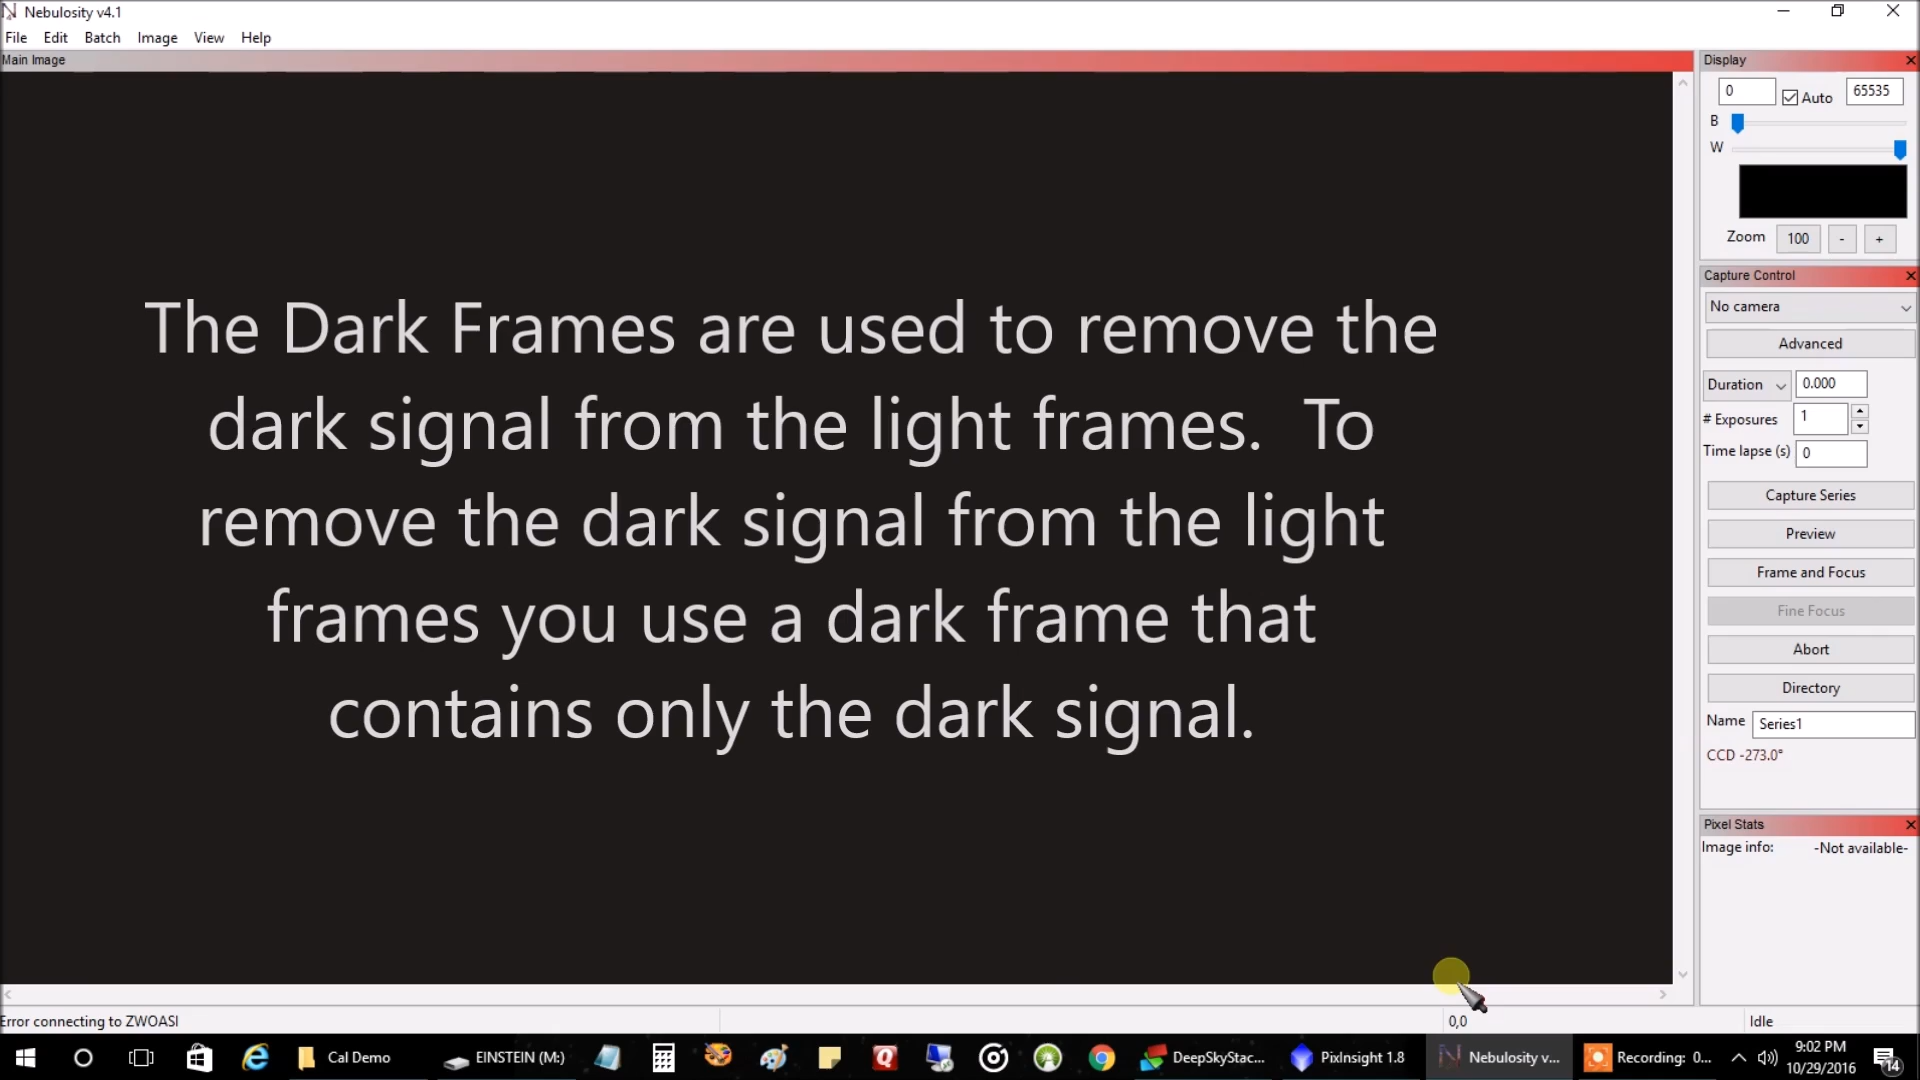 Nebulosity v4.1
File Edit Batch Image View Help
Main Image
The Dark Frames are used to remove the
dark signal from the light frames.  To
remove the dark signal from the light
frames you use a dark frame that
contains only the dark signal.
Display
0 Auto 65535
B
W
Zoom 100 - +
Capture Control
No camera
Advanced
Duration 0.000
# Exposures 1
Time lapse (s) 0
Capture Series
Preview
Frame and Focus
Fine Focus
Abort
Directory
Name Series1
CCD -273.0°
Pixel Stats
Image info: -Not available-
Error connecting to ZWOASI 0,0 Idle
Cal Demo EINSTEIN (M:) DeepSkyStac... PixInsight 1.8 Nebulosity v... Recording: 0... 9:02 PM
10/29/2016 14